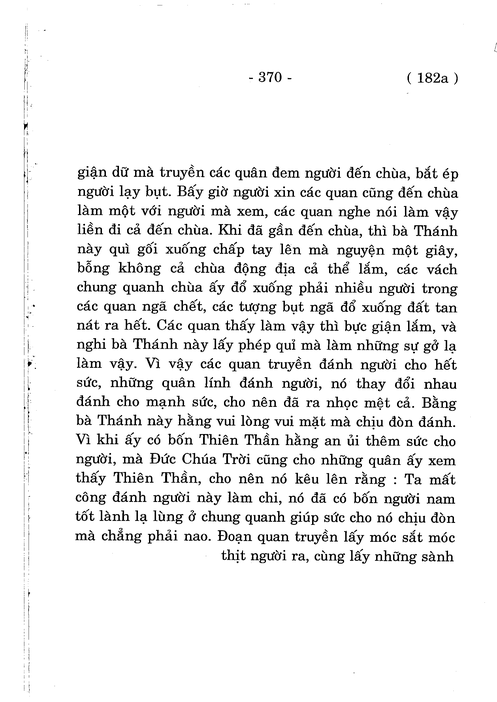 - 370 - ( 182a )
giận dữ mà truyền các quân đem người đến chùa, bắt ép
người lạy bụt. Bấy giờ người xin các quan cũng đến chùa
làm một với người mà xem, các quan nghe nói làm vậy
liền đi cả đến chùa. Khi đã gần đến chùa, thì bà Thánh
này quì gối xuống chấp tay lên mà nguyện một giây,
bỗng không cả chùa động địa cả thể lắm, các vách
chung quanh chùa ấy đổ xuống phải nhiều người trong
các quan ngã chết, các tượng bụt ngã đổ xuống đất tan
nát ra hết. Các quan thấy làm vậy thì bực giận lắm, và
nghi bà Thánh này lấy phép quỉ mà làm những sự gở lạ
làm vậy. Vì vậy các quan truyền đánh người cho hết
sức, những quân lính đánh người, nó thay đổi nhau
đánh cho mạnh sức, cho nên đã ra nhọc mệt cả. Bằng
bà Thánh này hằng vui lòng vui mặt mà chịu đòn đánh.
Vì khi ấy có bốn Thiên Thần hằng an ủi thêm sức cho
người, mà Đức Chúa Trời cũng cho những quân ấy xem
thấy Thiên Thần, cho nên nó kêu lên rằng : Ta mất
công đánh người này làm chi, nó đã có bốn người nam
tốt lành lạ lùng ở chung quanh giúp sức cho nó chịu đòn
mà chẳng phải nao. Đoạn quan truyền lấy móc sắt móc
thịt người ra, cùng lấy những sành